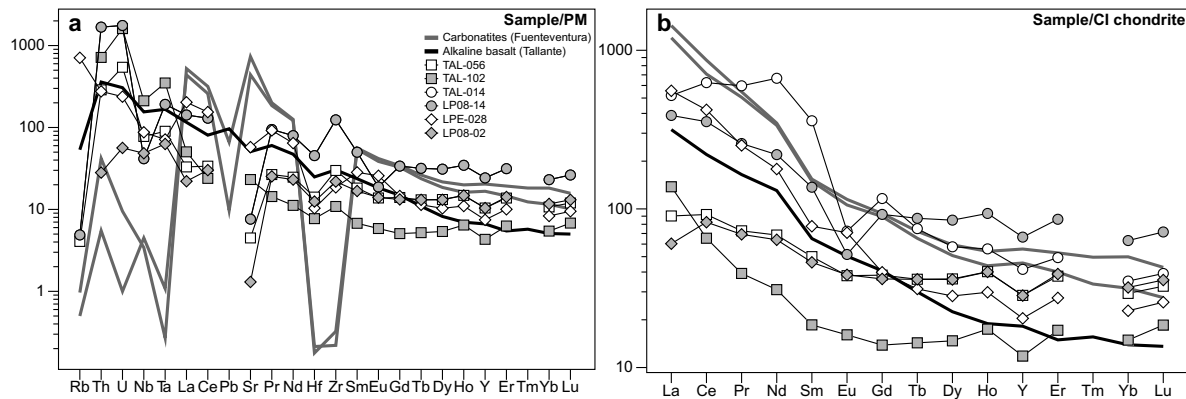 a
Sample/PM
Carbonatites (Fuenteventura)
Alkaline basalt (Tallante)
TAL-056
TAL-102
TAL-014
LP08-14
LPE-028
LP08-02
1000
100
10
1
Rb Th U Nb Ta La Ce Pb Sr Pr Nd Hf Zr Sm Eu Gd Tb Dy Ho Y Er Tm Yb Lu
b
Sample/CI chondrite
1000
100
10
La Ce Pr Nd Sm Eu Gd Tb Dy Ho Y Er Tm Yb Lu